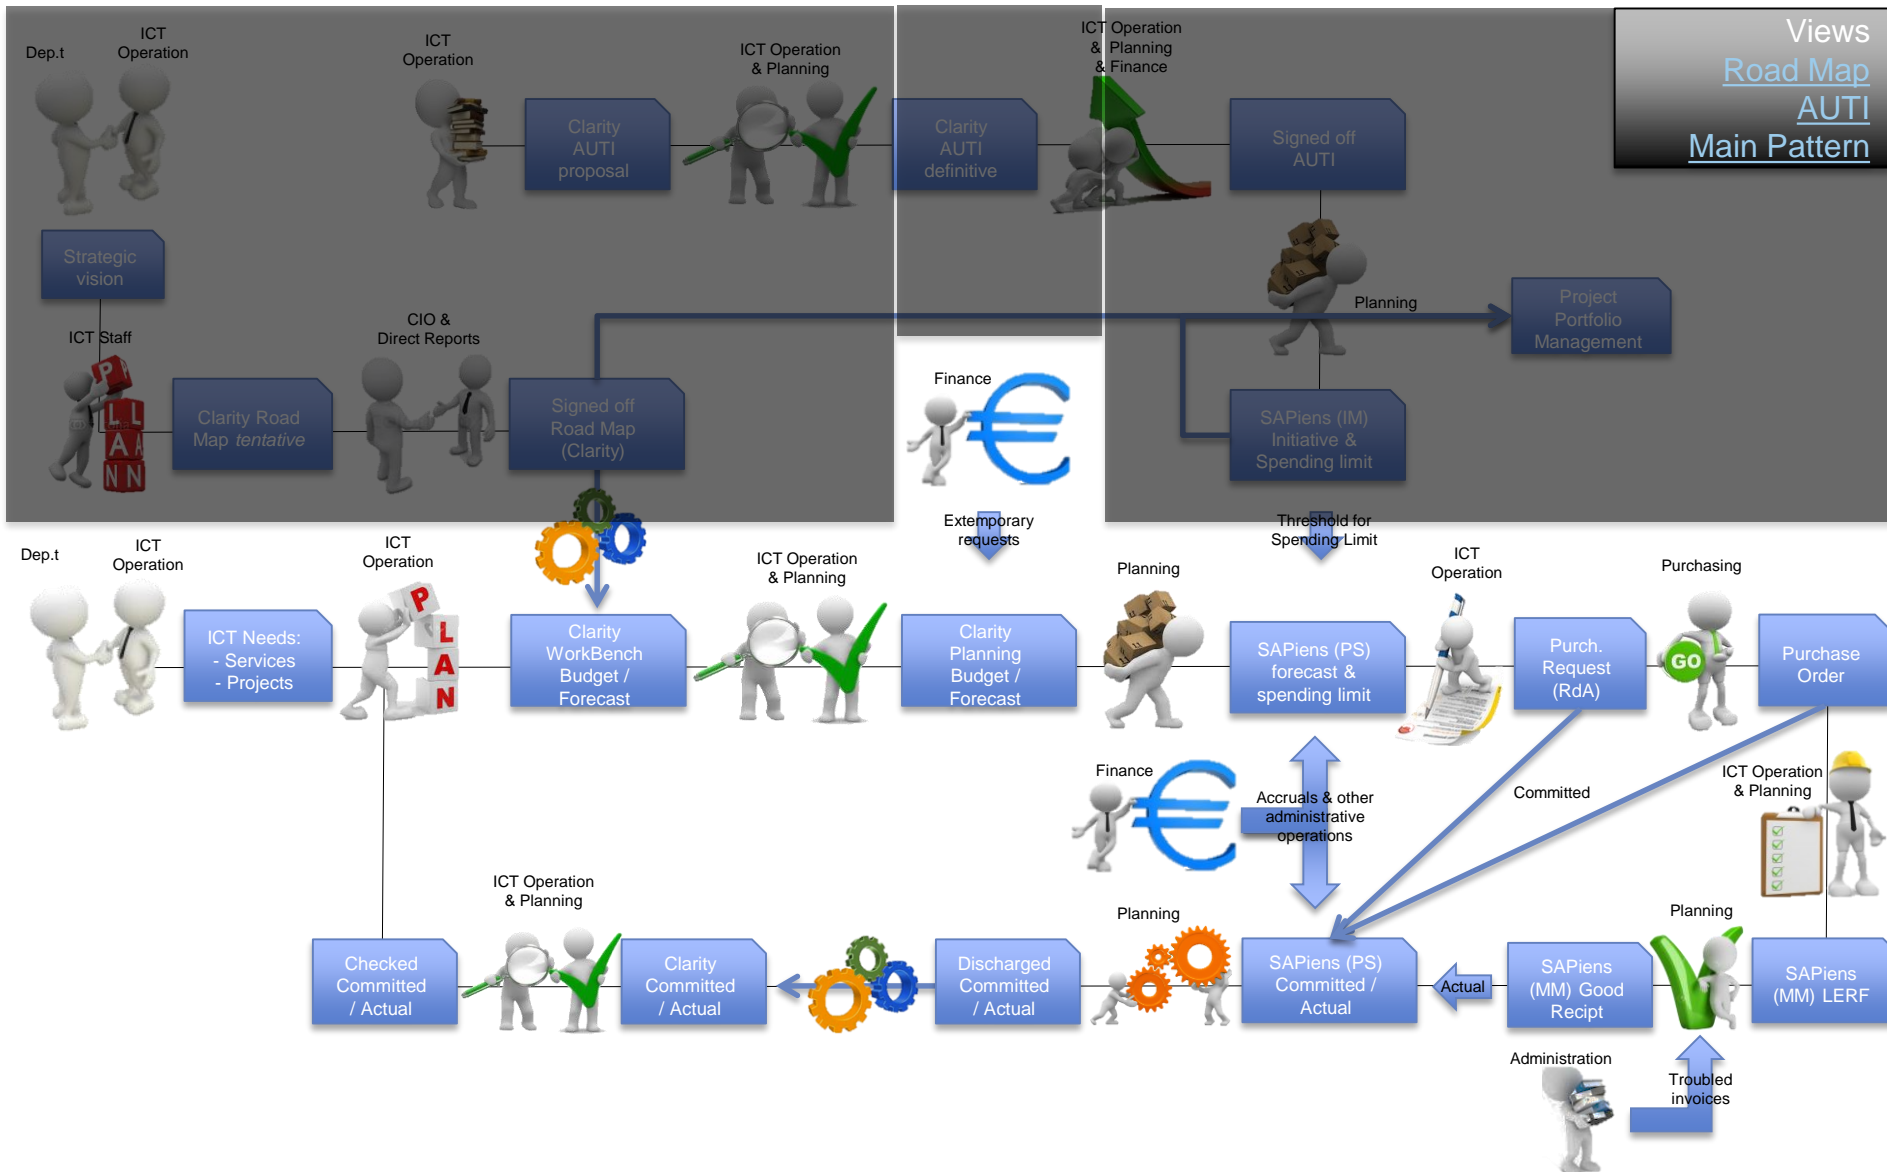 Views
Road Map
AUTI
Main Pattern
Dep.t
ICT
Operation
ICT
Operation
Clarity
AUTI
proposal
ICT Operation
& Planning
Clarity
AUTI
definitive
ICT Operation
& Planning
& Finance
Signed off
AUTI
Strategic
vision
Planning
Project
Portfolio
Management
ICT Staff
P
L
L
A
A
N
N
Clarity Road
Map tentative
CIO &
Direct Reports
Signed off
Road Map
(Clarity)
Finance
SAPiens (IM)
Initiative &
Spending limit
Extemporary
requests
Threshold for
Spending Limit
Dep.t
ICT
Operation
ICT Needs:
- Services
- Projects
ICT
Operation
P
L
A
N
Clarity
WorkBench
Budget /
Forecast
ICT Operation
& Planning
Clarity
Planning
Budget /
Forecast
Planning
SAPiens (PS)
forecast &
spending limit
ICT
Operation
Purch.
Request
(RdA)
Purchasing
GO
Purchase
Order
Finance
Accruals & other
administrative
operations
Committed
ICT Operation
& Planning
Checked
Committed
/ Actual
ICT Operation
& Planning
Clarity
Committed
/ Actual
Discharged
Committed
/ Actual
Planning
SAPiens (PS)
Committed /
Actual
Actual
SAPiens
(MM) Good
Recipt
Planning
SAPiens
(MM) LERF
Administration
Troubled
invoices